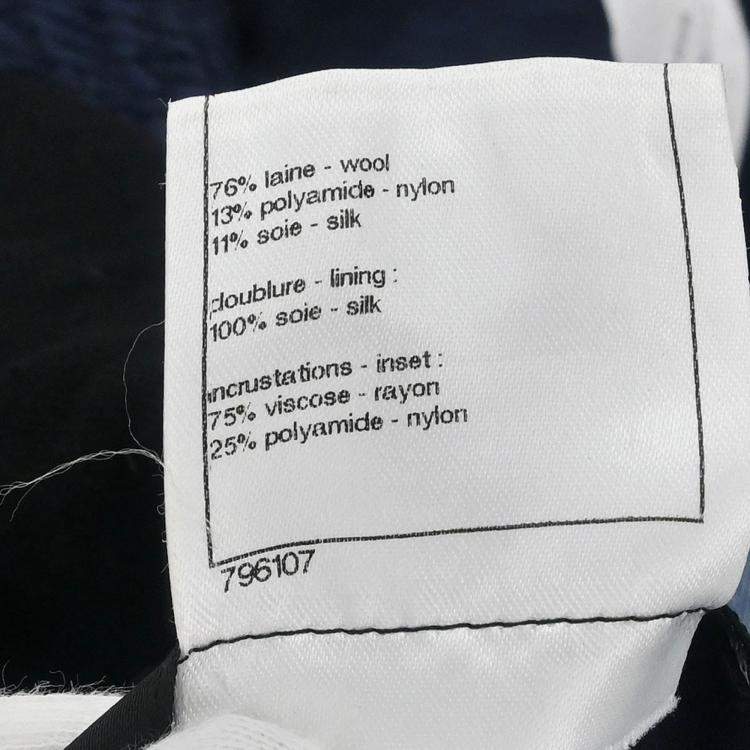 76% laine - wool
13% polyamide - nylon
11% soie - silk
doublure - lining :
100% soie - silk
incrustations - inset :
75% viscose - rayon
25% polyamide - nylon
796107